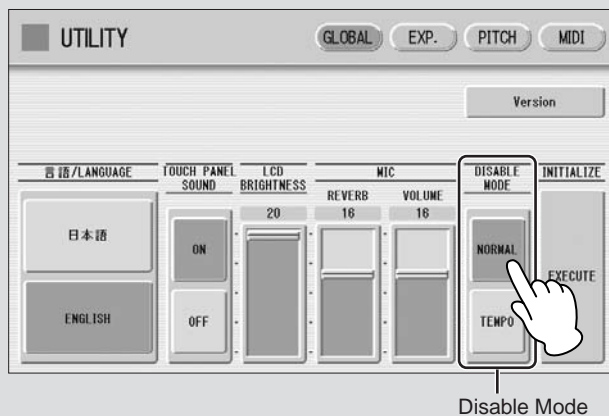 UTILITY
GLOBAL EXP. PITCH MIDI
Version
言語/LANGUAGE
TOUCH PANEL SOUND
LCD BRIGHTNESS
MIC
DISABLE MODE
INITIALIZE
REVERB VOLUME
20 16 16
日本語
ON
NORMAL
EXECUTE
ENGLISH
OFF
TEMPO
Disable Mode